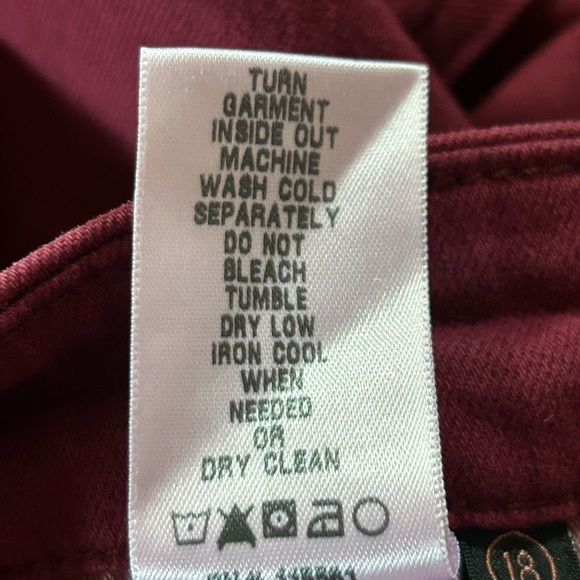 TURN
GARMENT
INSIDE OUT
MACHINE
WASH COLD
SEPARATELY
DO NOT
BLEACH
TUMBLE
DRY LOW
IRON COOL
WHEN
NEEDED
OR
DRY CLEAN
18